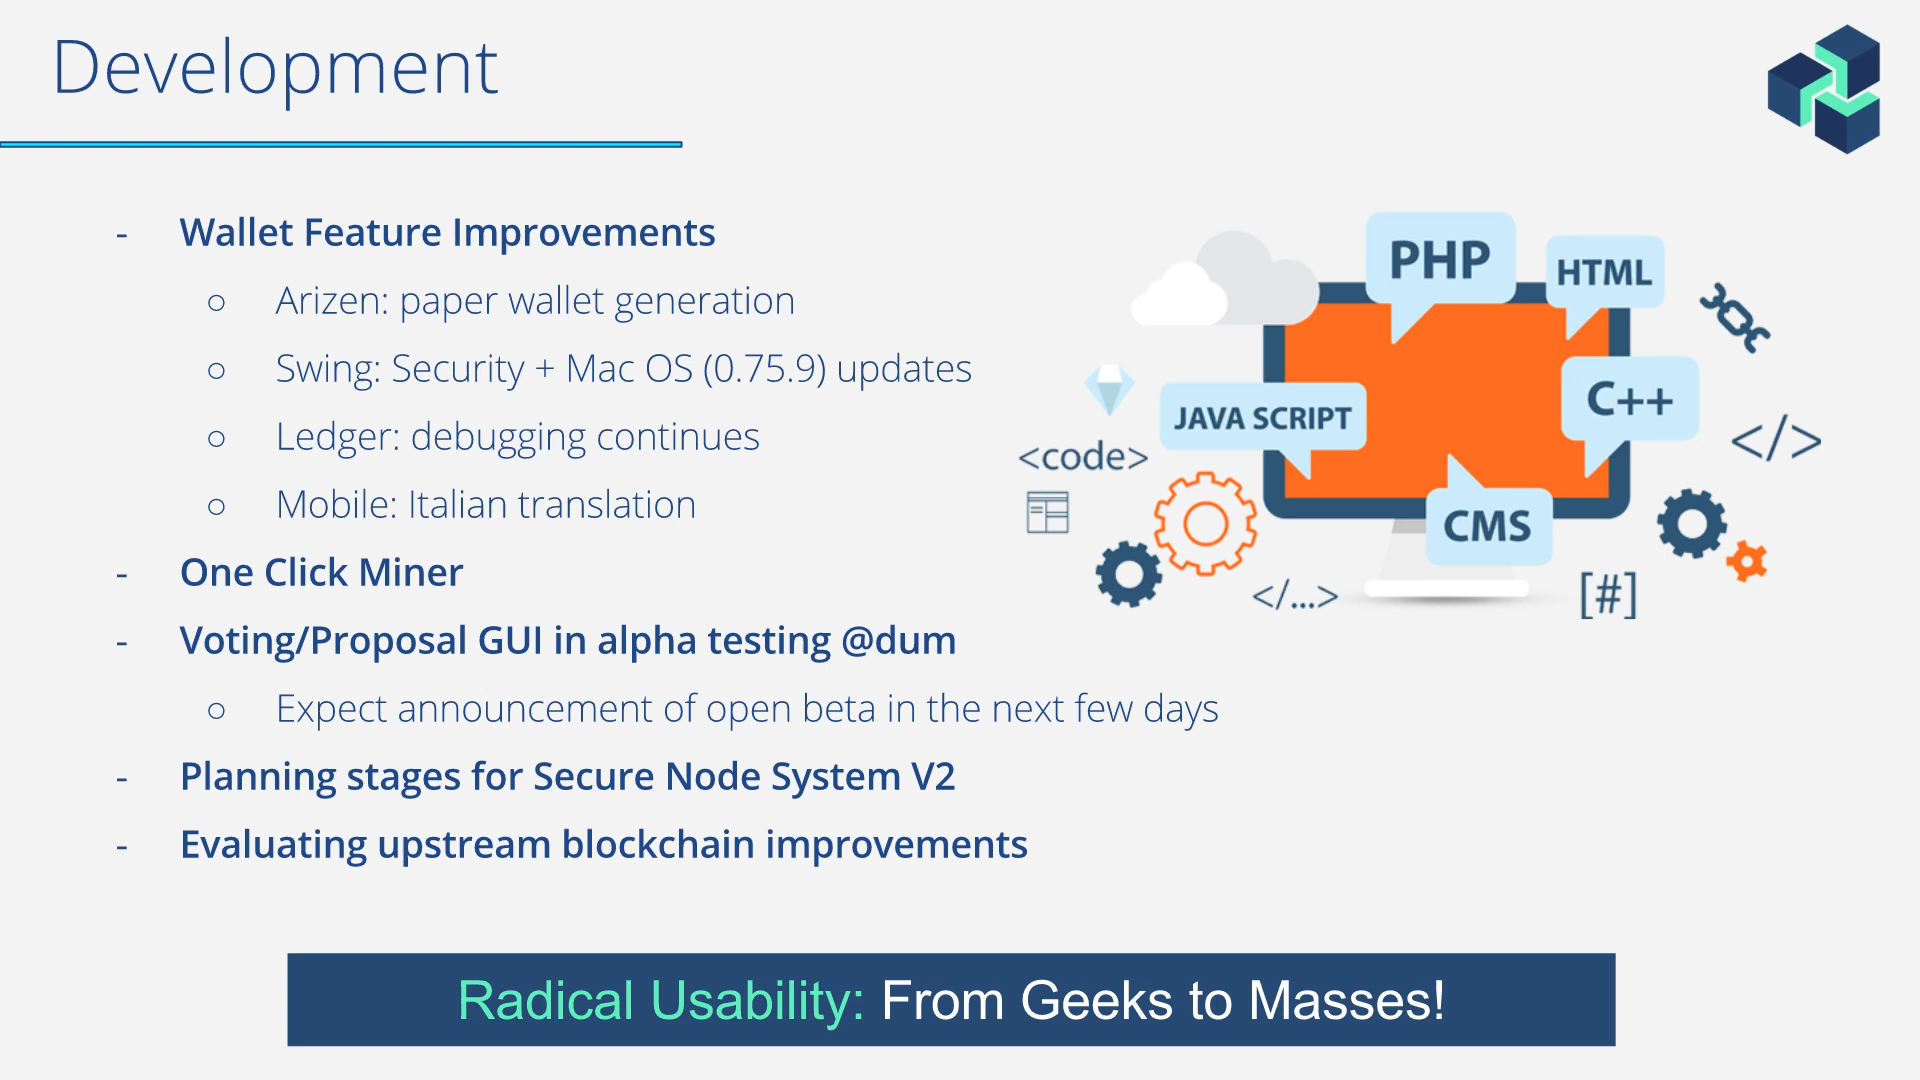 Development
- Wallet Feature Improvements
○ Arizen: paper wallet generation
○ Swing: Security + Mac OS (0.75.9) updates
○ Ledger: debugging continues
○ Mobile: Italian translation
- One Click Miner
- Voting/Proposal GUI in alpha testing @dum
○ Expect announcement of open beta in the next few days
- Planning stages for Secure Node System V2
- Evaluating upstream blockchain improvements
PHP
HTML
C++
JAVA SCRIPT
<code>
</>
CMS
</...>
[#]
Radical Usability: From Geeks to Masses!